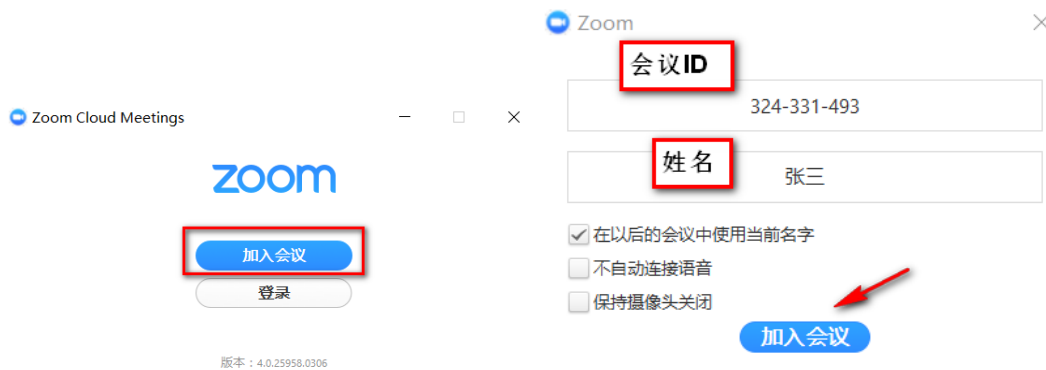 Zoom Cloud Meetings
zoom
加入会议
登录
版本：4.0.25958.0306
Zoom
会议ID
324-331-493
姓名
张三
在以后的会议中使用当前名字
不自动连接语音
保持摄像头关闭
加入会议